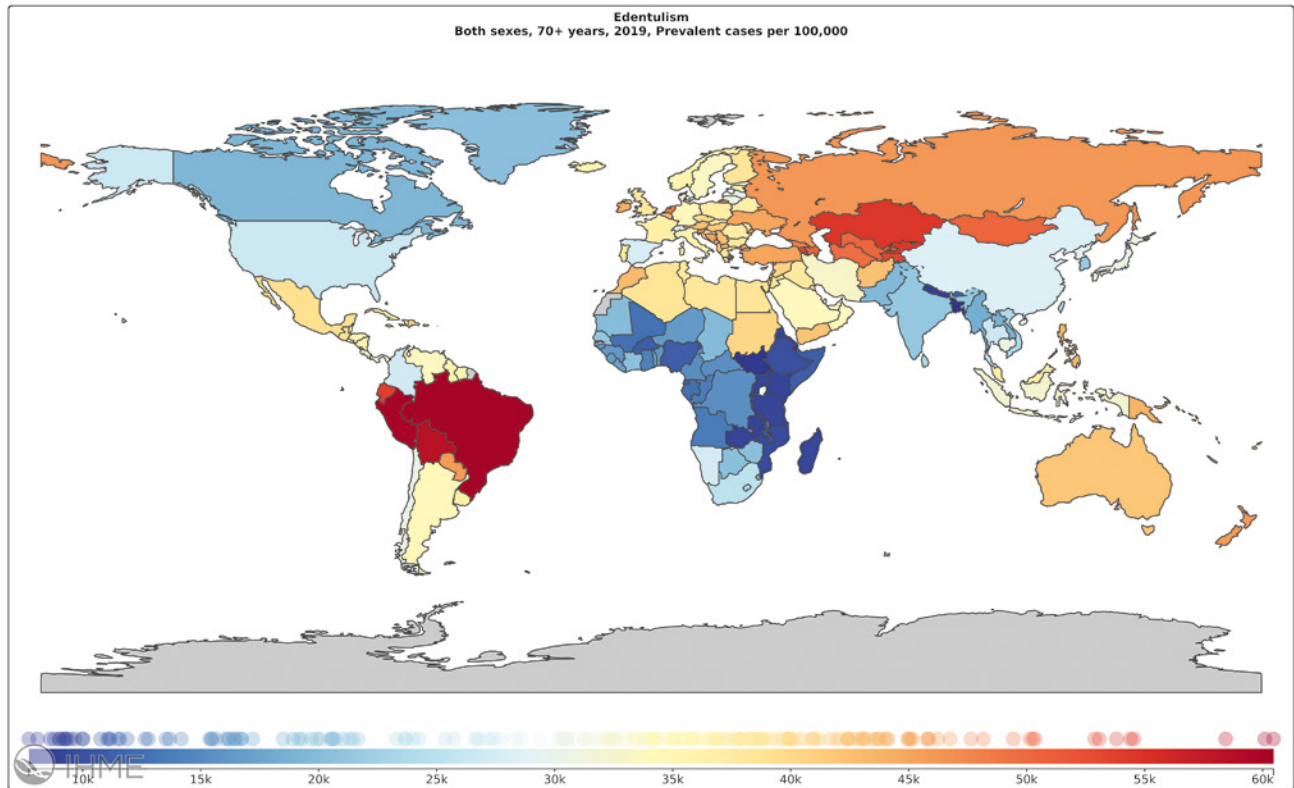 Edentulism
Both sexes, 70+ years, 2019, Prevalent cases per 100,000
IHME
10k 15k 20k 25k 30k 35k 40k 45k 50k 55k 60k